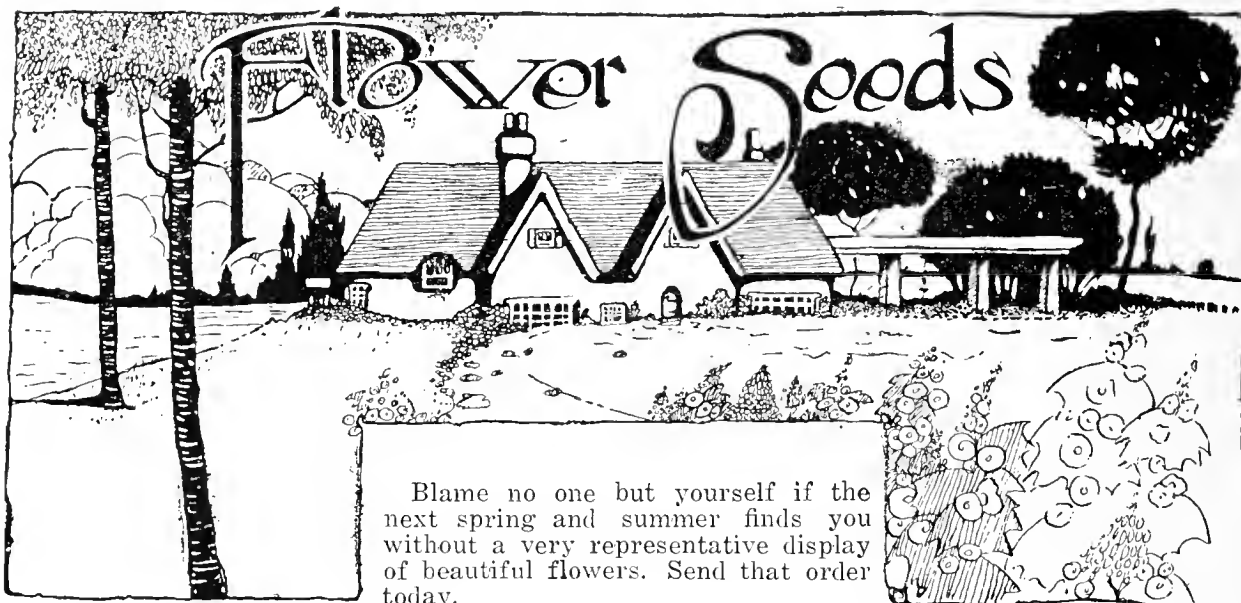 Flower Seeds
Blame no one but yourself if the
next spring and summer finds you
without a very representative display
of beautiful flowers. Send that order
today.